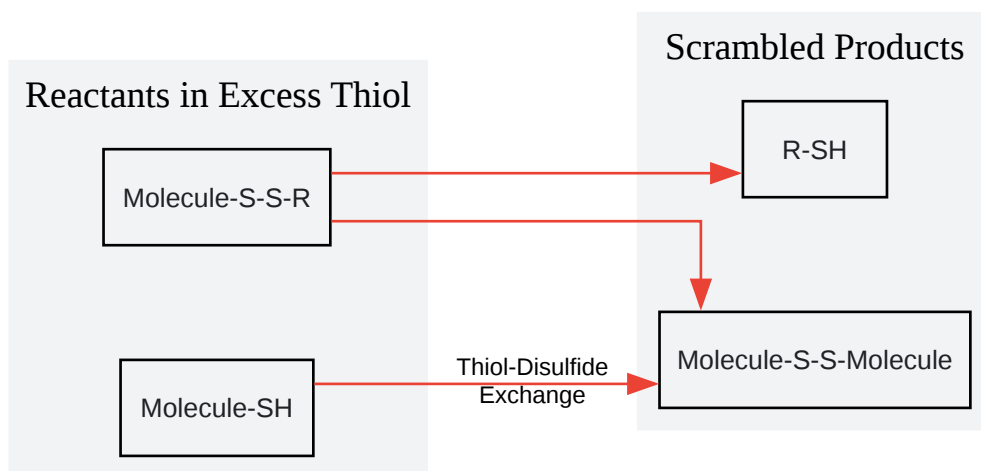 Scrambled Products
Reactants in Excess Thiol
R-SH
Molecule-S-S-R
Molecule-S-S-Molecule
Thiol-Disulfide
Exchange
Molecule-SH